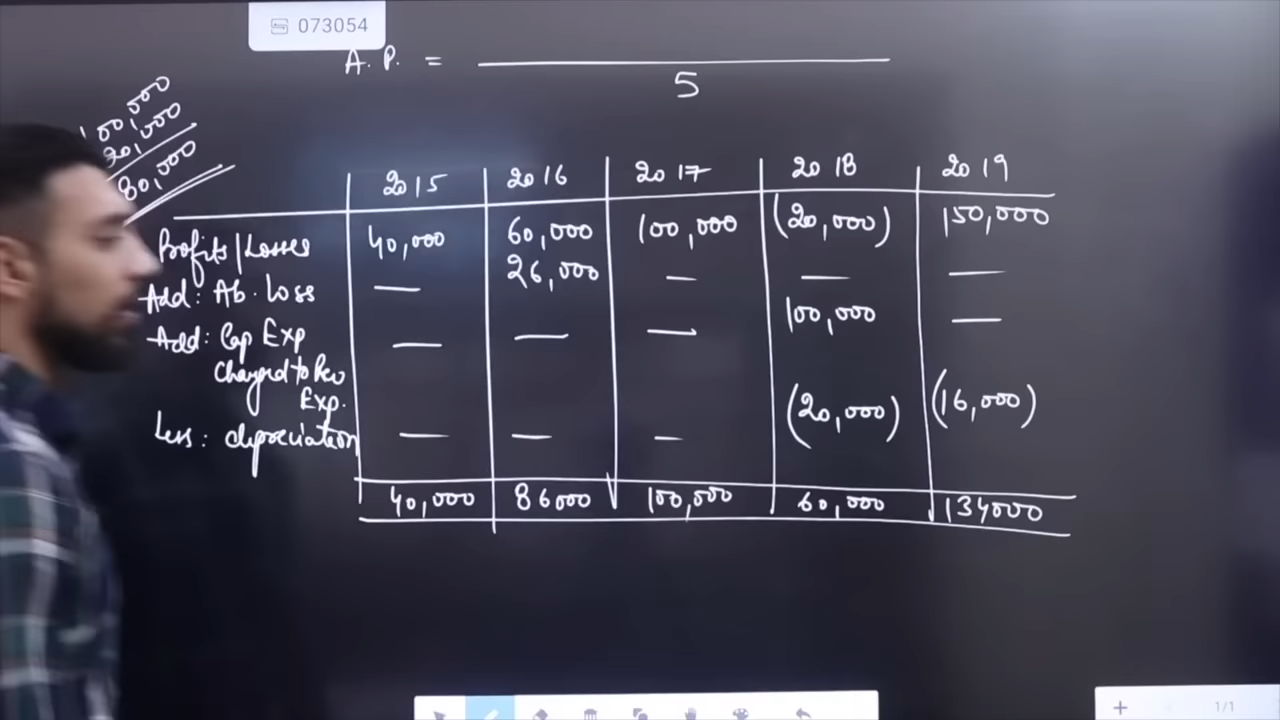 073054
A.P. =
5
100,000
20,000
80,000
2015 2016 2017 2018 2019
Profits/Losses 40,000 60,000 100,000 (20,000) 150,000
Add: Ab. Loss — 26,000 — — —
Add: Cap Exp — — — 100,000 —
Charged to Rev
Exp.
Less: depreciation — — — (20,000) (16,000)
40,000 86000 100,000 60,000 134000
1/1